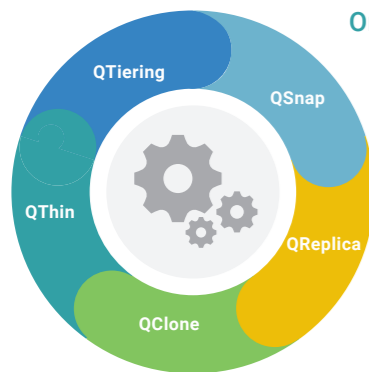 O
QTiering
QSnap
QThin
QReplica
QClone